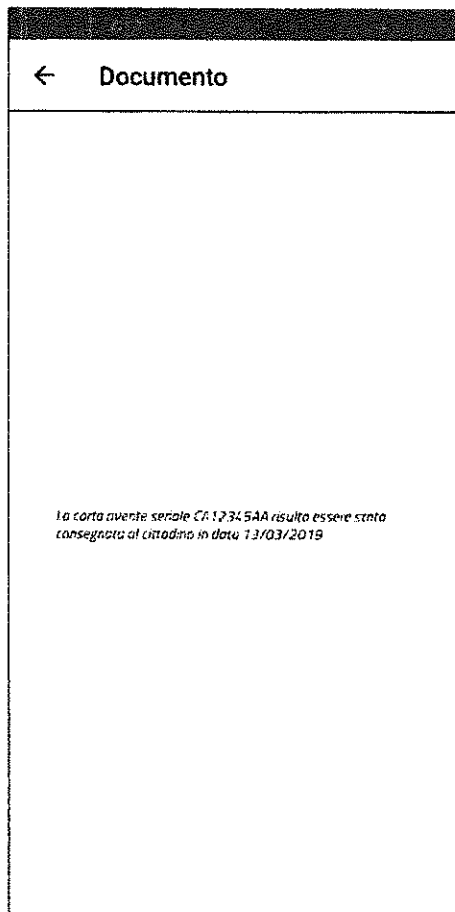 Documento
La carta avente seriale CA12345AA risulta essere stata
consegnata al cittadino in data 13/03/2019